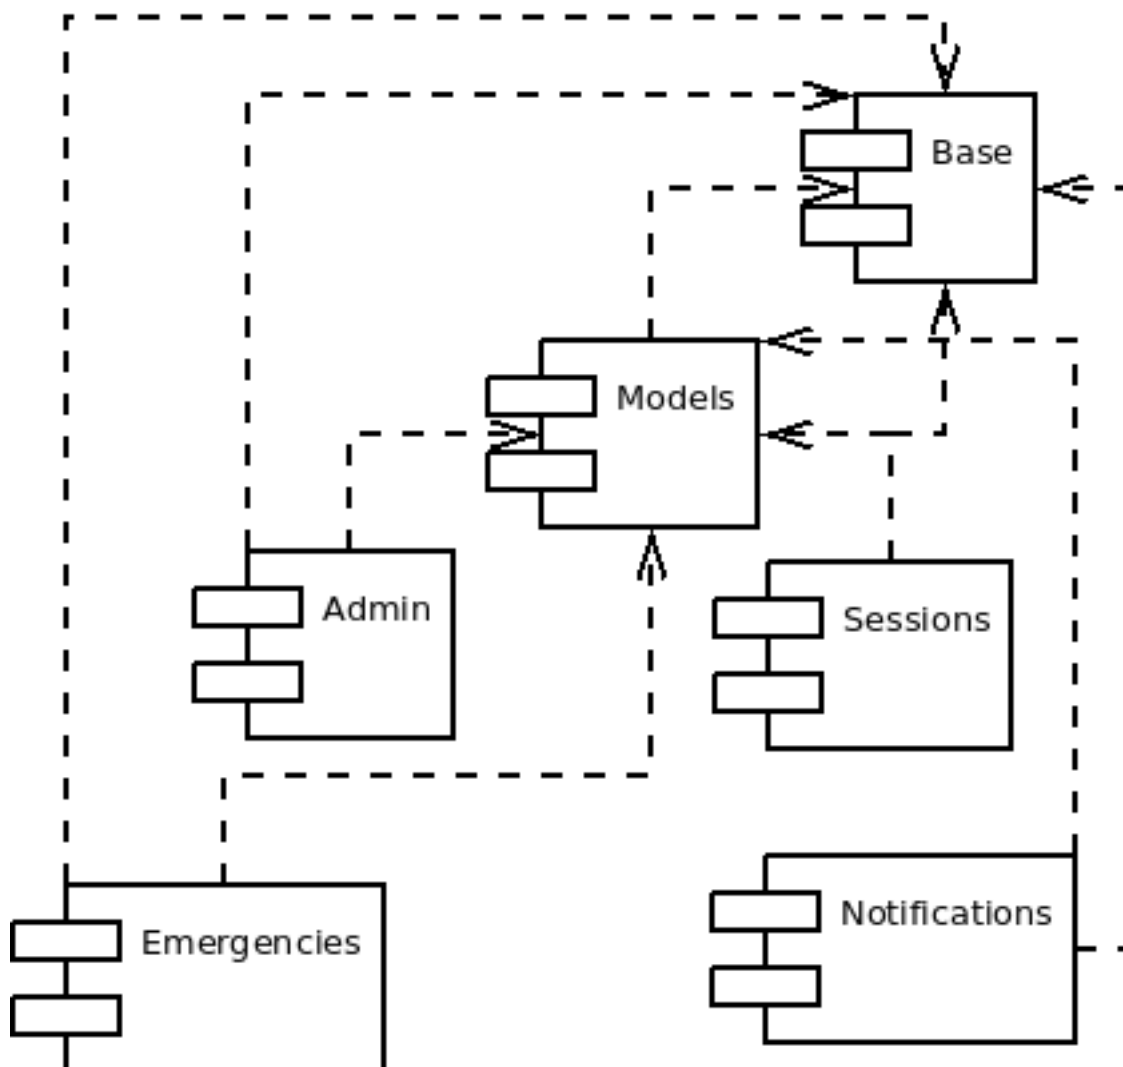 Base
Models
Admin
Sessions
Notifications
Emergencies